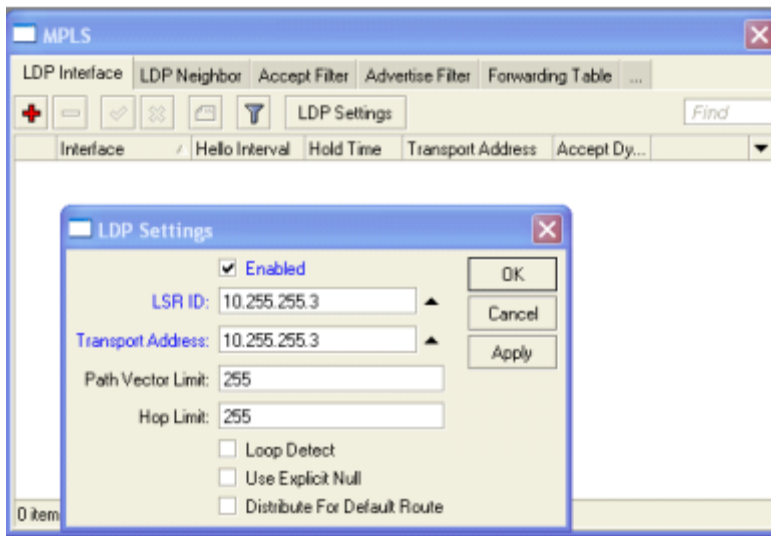 MPLS
LDP Interface LDP Neighbor Accept Filter Advertise Filter Forwarding Table ...
LDP Settings Find
Interface Hello Interval Hold Time Transport Address Accept Dy...
LDP Settings
Enabled OK
LSR ID: 10.255.255.3
Cancel
Transport Address: 10.255.255.3
Apply
Path Vector Limit: 255
Hop Limit: 255
Loop Detect
Use Explicit Null
Distribute For Default Route
0 item